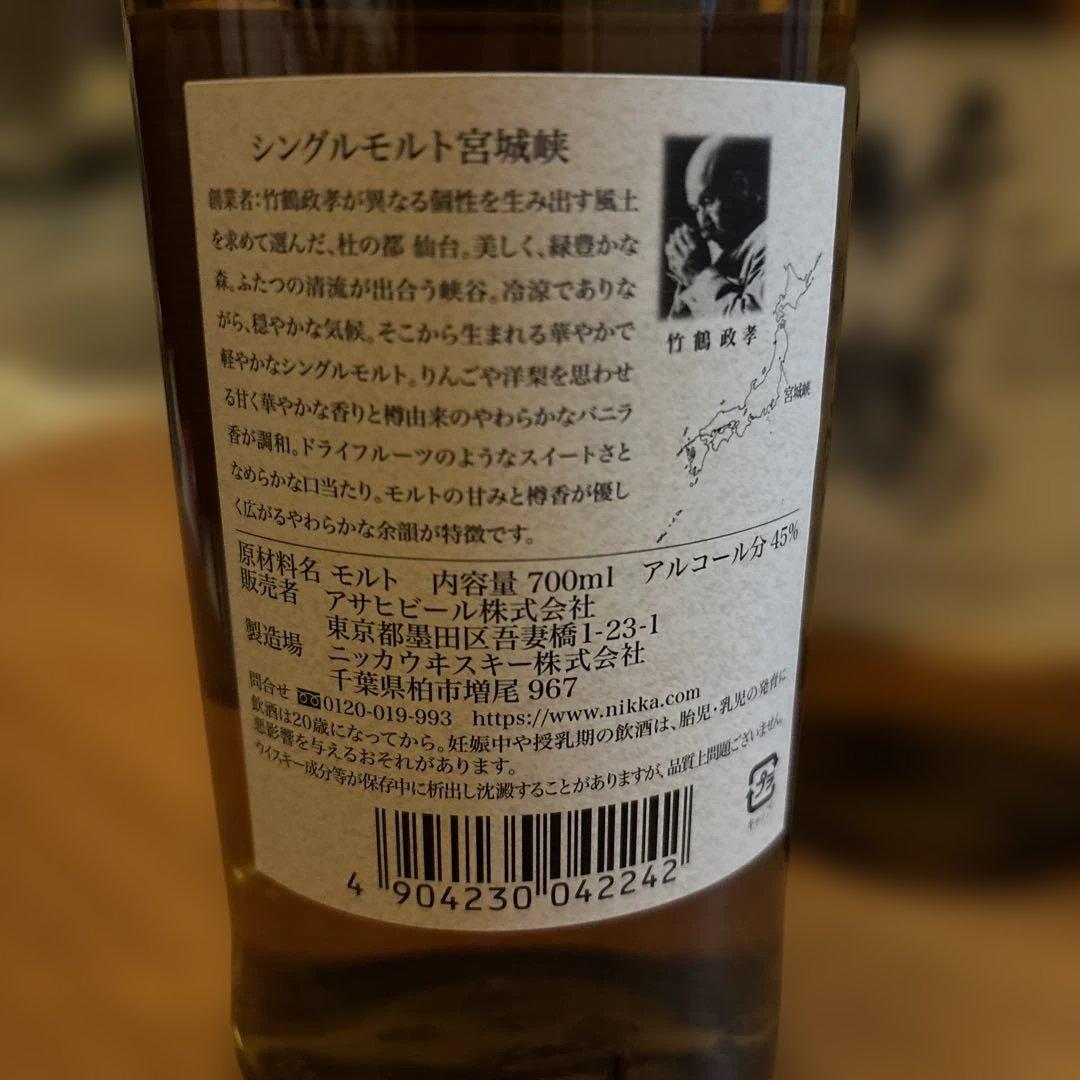 シングルモルト宮城峡
創業者:竹鶴政孝が異なる個性を生み出す風土
を求めて選んだ、杜の都 仙台。美しく、緑豊かな
森。ふたつの清流が出合う峡谷。冷涼でありな
がら、穏やかな気候。そこから生まれる華やかで
軽やかなシングルモルト。りんごや洋梨を思わせ
る甘く華やかな香りと樽由来のやわらかなバニラ
香が調和。ドライフルーツのようなスイートさと
なめらかな口当たり。モルトの甘みと樽香が優し
く広がるやわらかな余韻が特徴です。
竹鶴政孝
宮城峡
原材料名 モルト 内容量 700ml アルコール分 45%
販売者 アサヒビール株式会社
東京都墨田区吾妻橋1-23-1
製造場 ニッカウヰスキー株式会社
千葉県柏市増尾 967
問合せ 0120-019-993 https://www.nikka.com
飲酒は20歳になってから。妊娠中や授乳期の飲酒は、胎児・乳児の発育に
悪影響を与えるおそれがあります。
ウイスキー成分等が保存中に析出し沈澱することがありますが、品質上問題ございません。
プラ
キャップ
4 904230 042242